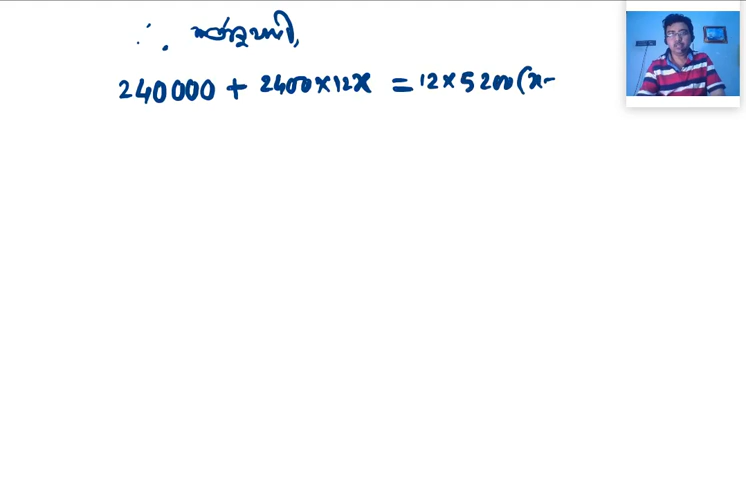 ∴ শর্তানুযায়ী,
240000 + 2400×12x = 12×5200(x-